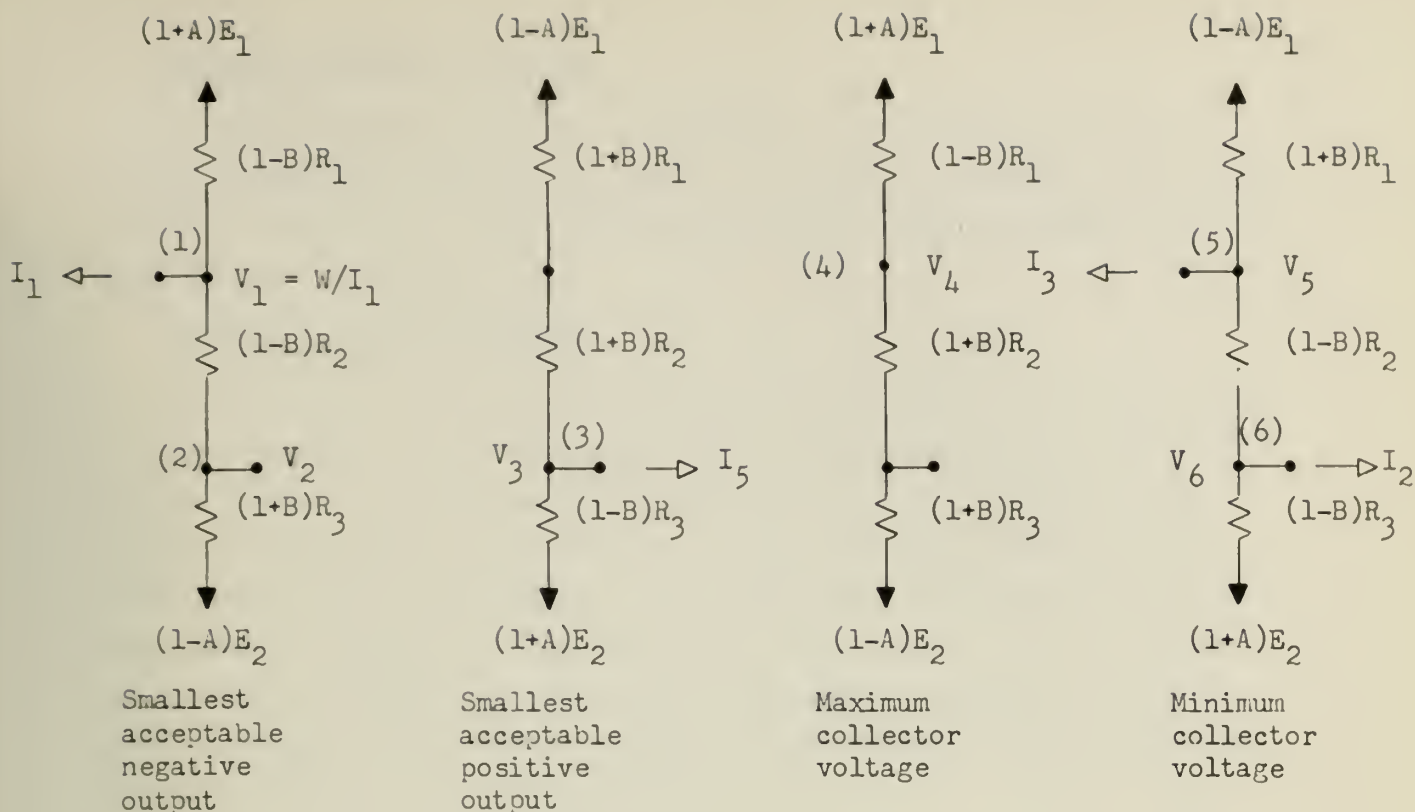 (1+A)E₁ (1-A)E₁ (1+A)E₁ (1-A)E₁
(1-B)R₁ (1+B)R₁ (1-B)R₁ (1+B)R₁
(1) (5)
I₁ V₁ = W/I₁ (4) V₄ I₃ V₅
(1-B)R₂ (1+B)R₂ (1+B)R₂ (1-B)R₂
(2) V₂ V₃ (3) I₅ V₆ (6) I₂
(1+B)R₃ (1-B)R₃ (1+B)R₃ (1-B)R₃
(1-A)E₂ (1+A)E₂ (1-A)E₂ (1+A)E₂
Smallest Smallest Maximum Minimum
acceptable acceptable collector collector
negative positive voltage voltage
output output